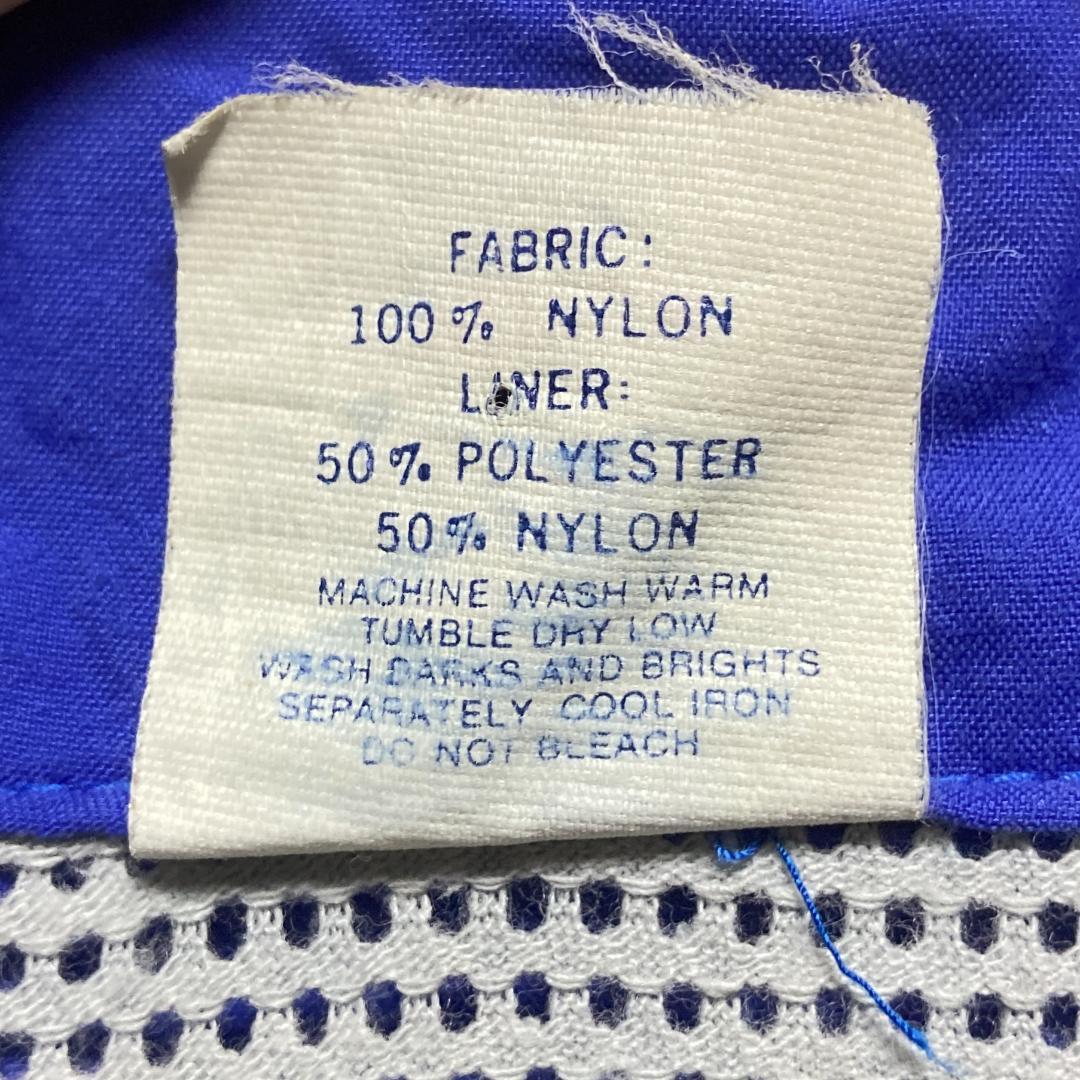 FABRIC:
100% NYLON
LINER:
50% POLYESTER
50% NYLON
MACHINE WASH WARM
TUMBLE DRY LOW
WASH DARKS AND BRIGHTS
SEPARATELY COOL IRON
DO NOT BLEACH